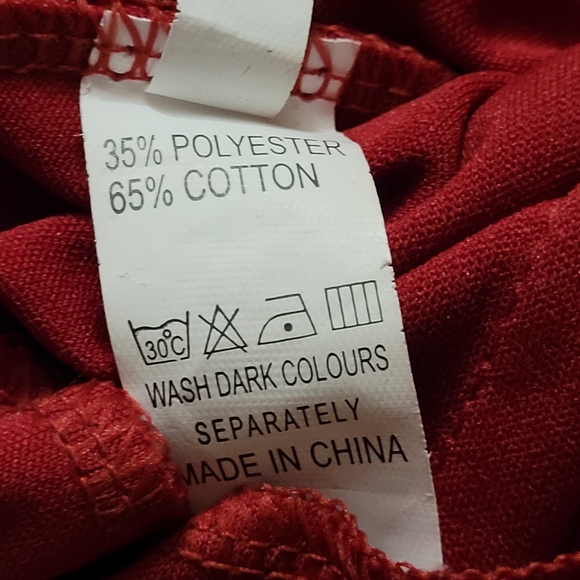 35% POLYESTER
65% COTTON
30°C
WASH DARK COLOURS
SEPARATELY
MADE IN CHINA